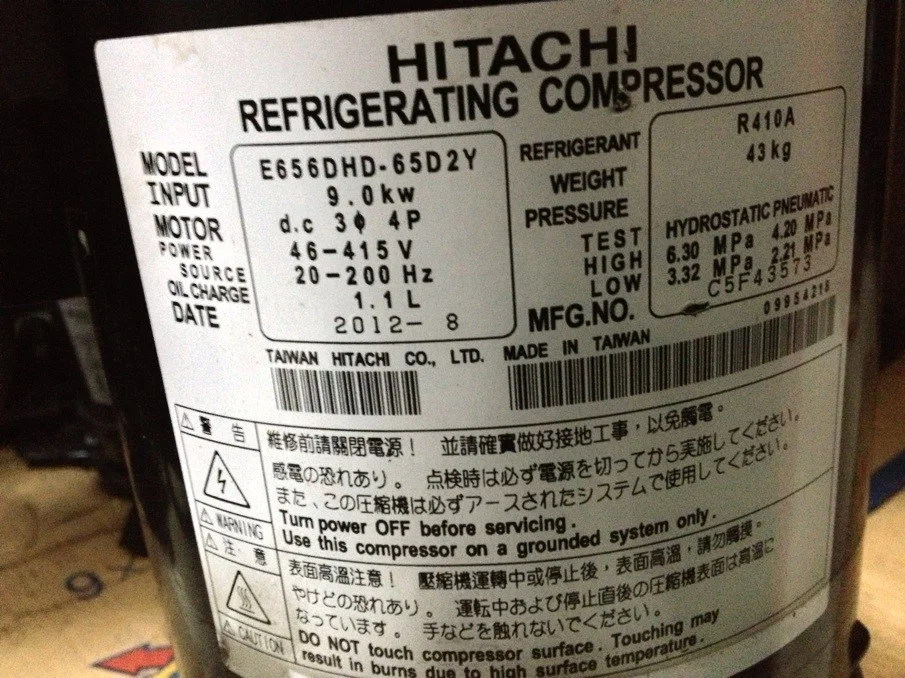 HITACHI
REFRIGERATING COMPRESSOR
MODEL E656DHD-65D2Y
INPUT 9.0kw
MOTOR d.c 3ϕ 4P
POWER 46-415V
SOURCE 20-200 Hz
OIL CHARGE 1.1 L
DATE 2012- 8
REFRIGERANT R410A
WEIGHT 43kg
PRESSURE HYDROSTATIC PNEUMATIC
TEST
HIGH 6.30 MPa 4.20 MPa
LOW 3.32 MPa 2.21 MPa
MFG.NO. C5F43573
09954218
TAIWAN HITACHI CO., LTD. MADE IN TAIWAN
警告
維修前請關閉電源！ 並請確實做好接地工事，以免觸電。
感電の恐れあり。 点検時は必ず電源を切ってから実施してください。
また、この圧縮機は必ずアースされたシステムで使用してください。
WARNING
Turn power OFF before servicing.
Use this compressor on a grounded system only.
注意
表面高溫注意！ 壓縮機運轉中或停止後，表面高溫，請勿觸摸。
やけどの恐れあり。 運転中および停止直後の圧縮機表面は高温に
なっています。 手などを触れないでください。
CAUTION
DO NOT touch compressor surface. Touching may
result in burns due to high surface temperature.